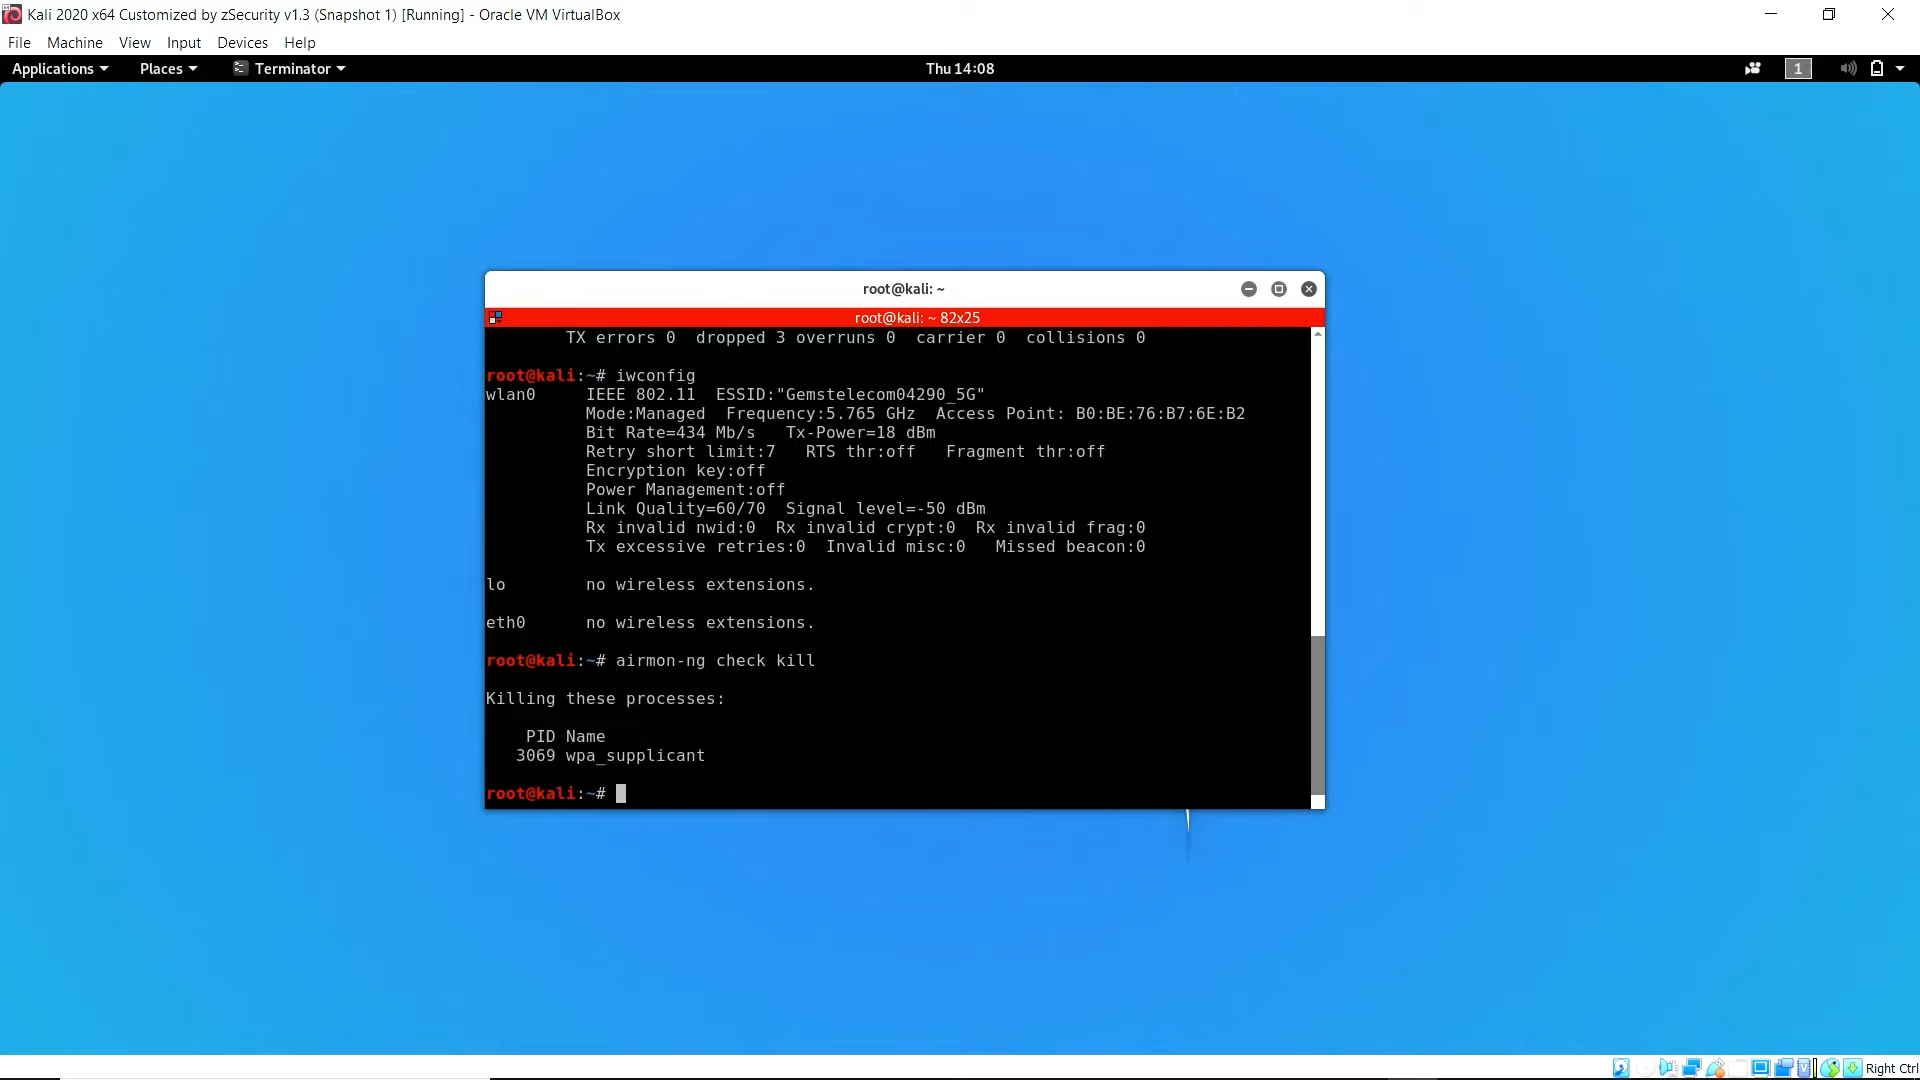 Kali 2020 x64 Customized by zSecurity v1.3 (Snapshot 1) [Running] - Oracle VM VirtualBox
File Machine View Input Devices Help
Applications Places Terminator Thu 14:08 1
root@kali: ~
root@kali: ~ 82x25
TX errors 0  dropped 3 overruns 0  carrier 0  collisions 0
root@kali:~# iwconfig
wlan0     IEEE 802.11  ESSID:"Gemstelecom04290_5G"
Mode:Managed  Frequency:5.765 GHz  Access Point: B0:BE:76:B7:6E:B2
Bit Rate=434 Mb/s   Tx-Power=18 dBm
Retry short limit:7   RTS thr:off   Fragment thr:off
Encryption key:off
Power Management:off
Link Quality=60/70  Signal level=-50 dBm
Rx invalid nwid:0  Rx invalid crypt:0  Rx invalid frag:0
Tx excessive retries:0  Invalid misc:0   Missed beacon:0
lo        no wireless extensions.
eth0      no wireless extensions.
root@kali:~# airmon-ng check kill
Killing these processes:
PID Name
3069 wpa_supplicant
root@kali:~#
Right Ctrl